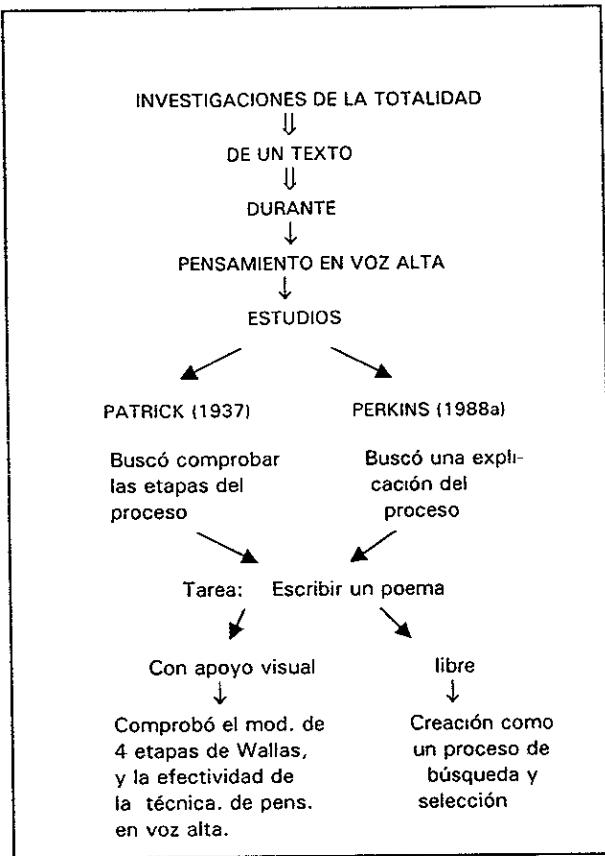 INVESTIGACIONES DE LA TOTALIDAD
DE UN TEXTO
DURANTE
PENSAMIENTO EN VOZ ALTA
ESTUDIOS
PATRICK (1937)
Buscó comprobar
las etapas del
proceso
PERKINS (1988a)
Buscó una expli-
cación del
proceso
Tarea: Escribir un poema
Con apoyo visual
Comprobó el mod. de
4 etapas de Wallas,
y la efectividad de
la técnica. de pens.
en voz alta.
libre
Creación como
un proceso de
búsqueda y
selección